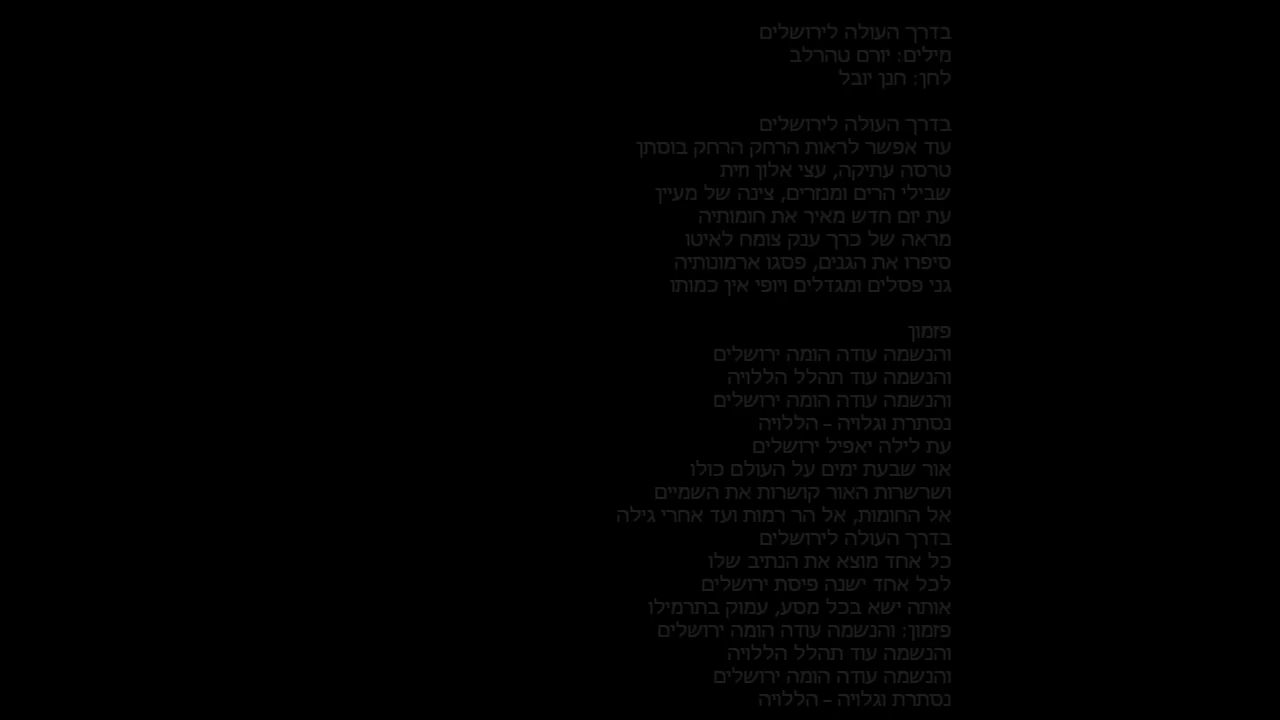 בדרך העולה לירושלים
מילים: יורם טהרלב
לחן: חנן יובל
בדרך העולה לירושלים
עוד אפשר לראות הרחק הרחק בוסתן
טרסה עתיקה, עצי אלון וזית
שבילי הרים ומנזרים, צינה של מעיין
עת יום חדש מאיר את חומותיה
מראה של כרך ענק צומח לאיטו
סיפרו את הגנים, פסגו ארמונותיה
גני פסלים ומגדלים ויופי אין כמותו
פזמון
והנשמה עודה הומה ירושלים
והנשמה עוד תהלל הללויה
והנשמה עודה הומה ירושלים
נסתרת וגלויה – הללויה
עת לילה יאפיל ירושלים
אור שבעת ימים על העולם כולו
ושרשרות האור קושרות את השמיים
אל החומות, אל הר רמות ועד אחרי גילה
בדרך העולה לירושלים
כל אחד מוצא את הנתיב שלו
לכל אחד ישנה פיסת ירושלים
אותה ישא בכל מסע, עמוק בתרמילו
פזמון: והנשמה עודה הומה ירושלים
והנשמה עוד תהלל הללויה
והנשמה עודה הומה ירושלים
נסתרת וגלויה – הללויה